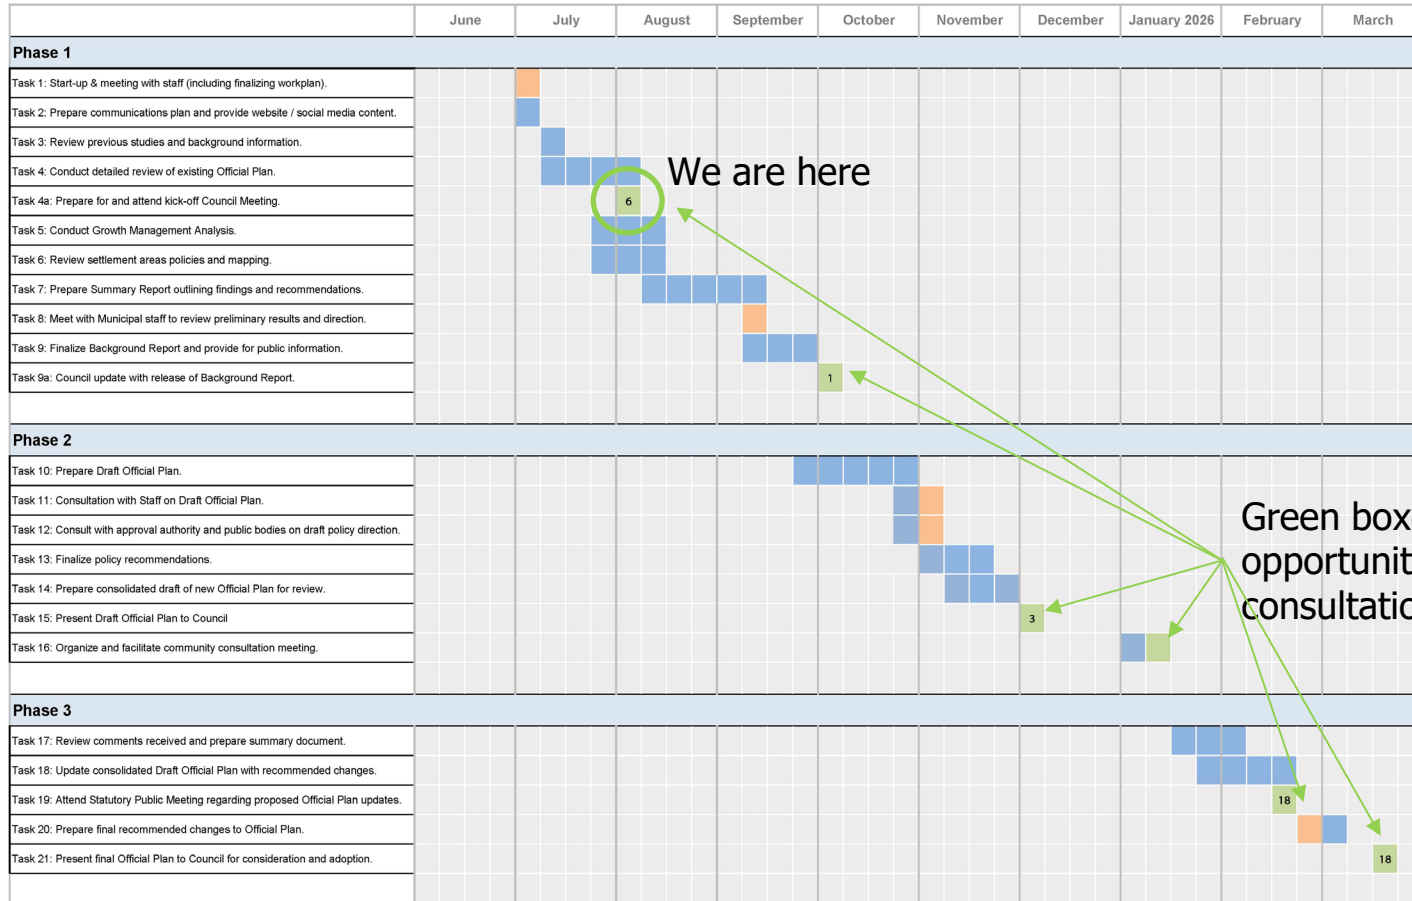 June July August September October November December January 2026 February March
Phase 1
Task 1: Start-up & meeting with staff (including finalizing workplan).
Task 2: Prepare communications plan and provide website / social media content.
Task 3: Review previous studies and background information.
Task 4: Conduct detailed review of existing Official Plan.
We are here
Task 4a: Prepare for and attend kick-off Council Meeting. 6
Task 5: Conduct Growth Management Analysis.
Task 6: Review settlement areas policies and mapping.
Task 7: Prepare Summary Report outlining findings and recommendations.
Task 8: Meet with Municipal staff to review preliminary results and direction.
Task 9: Finalize Background Report and provide for public information.
Task 9a: Council update with release of Background Report. 1
Phase 2
Task 10: Prepare Draft Official Plan.
Task 11: Consultation with Staff on Draft Official Plan.
Task 12: Consult with approval authority and public bodies on draft policy direction.
Task 13: Finalize policy recommendations.
Task 14: Prepare consolidated draft of new Official Plan for review.
Task 15: Present Draft Official Plan to Council 3
Task 16: Organize and facilitate community consultation meeting.
Green box
opportunit
consultatio
Phase 3
Task 17: Review comments received and prepare summary document.
Task 18: Update consolidated Draft Official Plan with recommended changes.
Task 19: Attend Statutory Public Meeting regarding proposed Official Plan updates. 18
Task 20: Prepare final recommended changes to Official Plan.
Task 21: Present final Official Plan to Council for consideration and adoption. 18